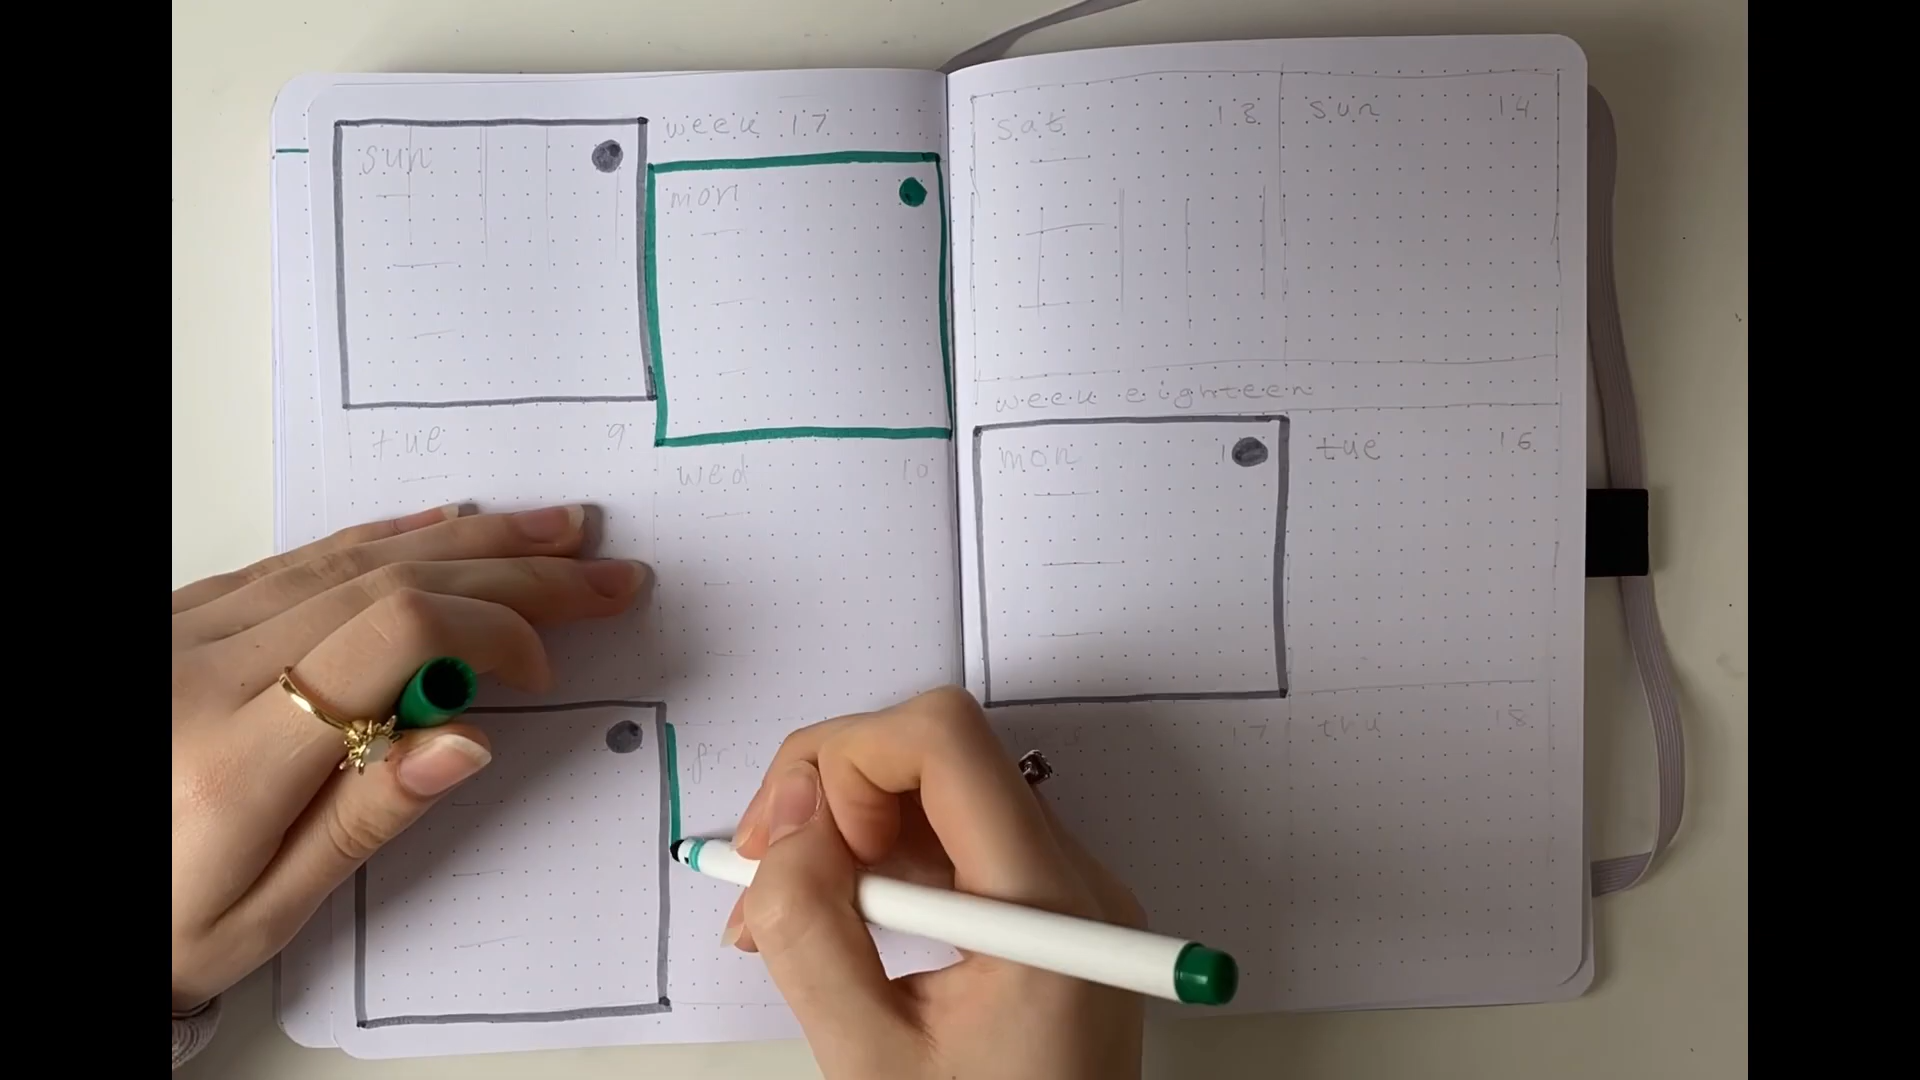 week 17
sun
mon
tue 9
wed 10
fri
sat 13
sun 14
week eighteen
mon 1
tue 16
17
thu 18